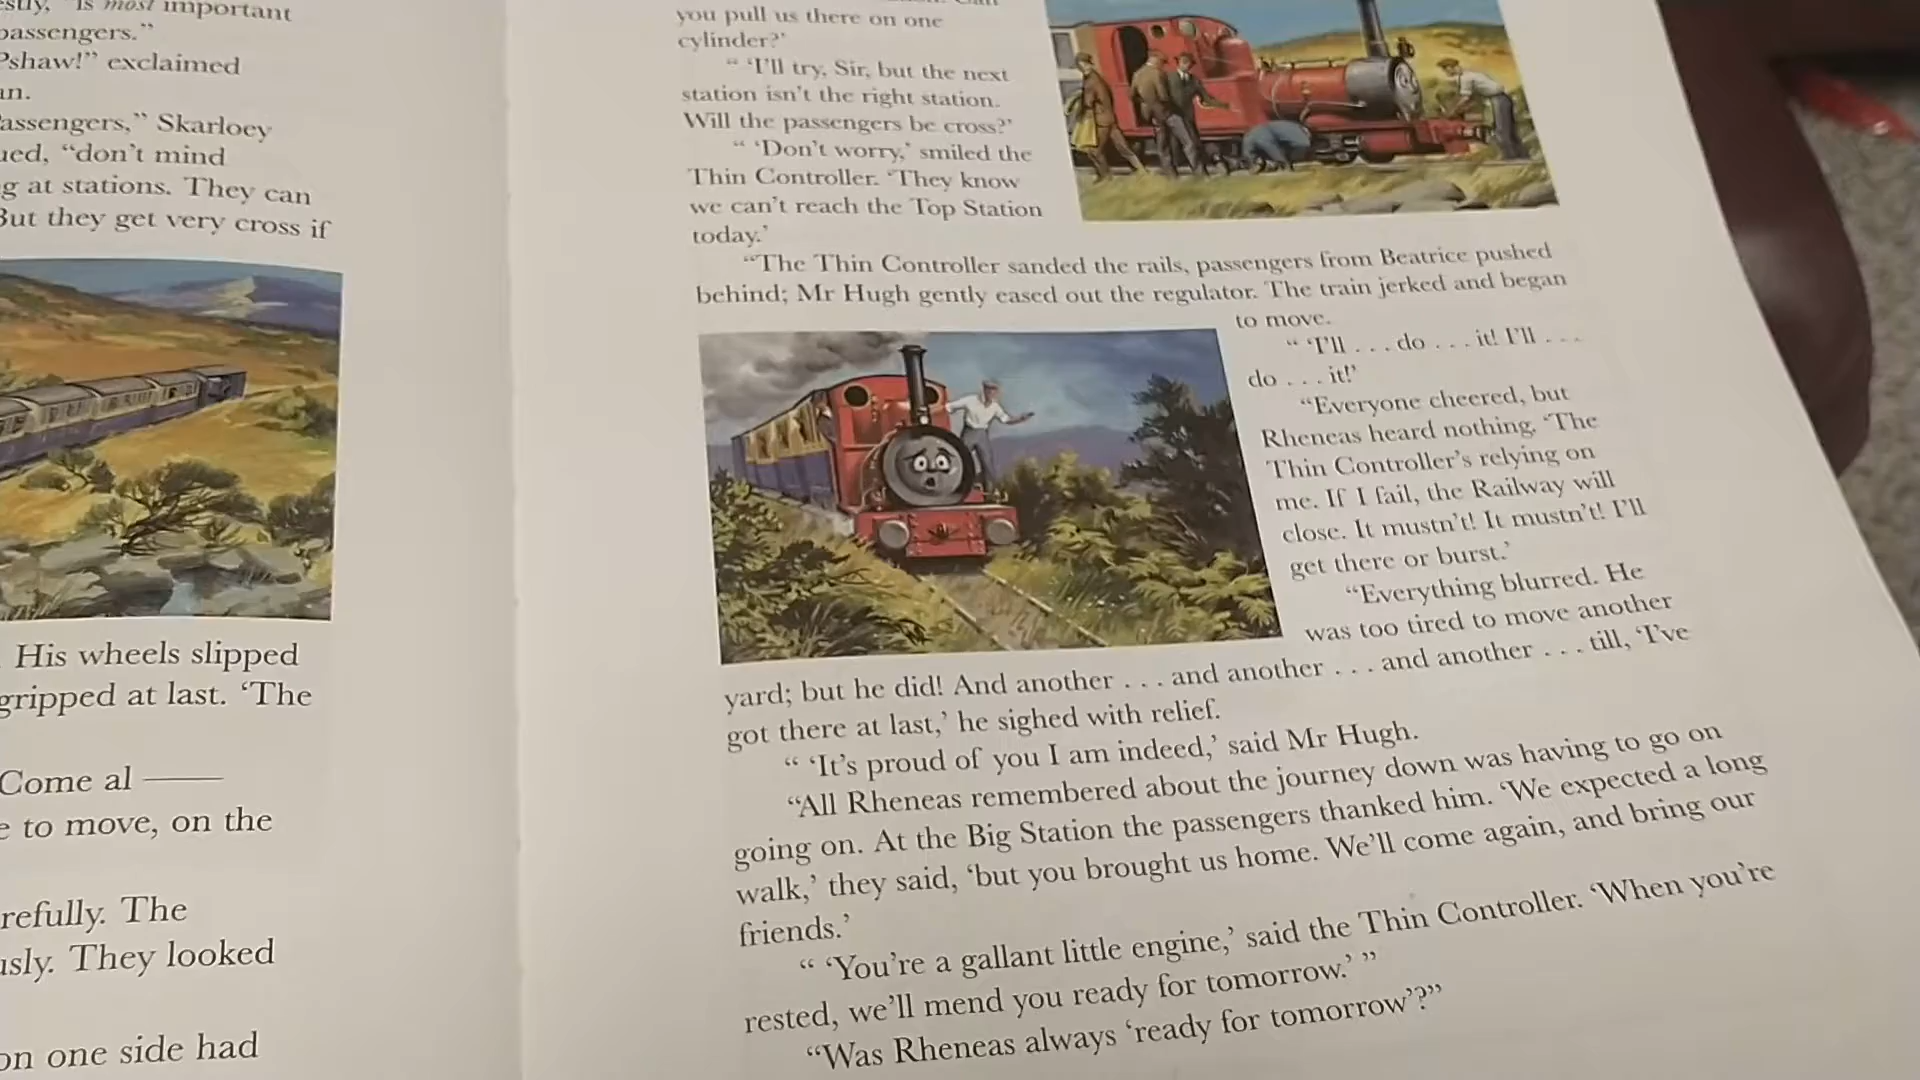 is most important
passengers."
Pshaw!" exclaimed
assengers," Skarloey
"don't mind
at stations. They can
But they get very cross if
His wheels slipped
gripped at last. 'The
Come al ——
to move, on the
The
They looked
on one side had
you pull us there on one
cylinder?'
" 'I'll try, Sir, but the next
station isn't the right station.
Will the passengers be cross?'
" 'Don't worry,' smiled the
Thin Controller. 'They know
we can't reach the Top Station
today.'
"The Thin Controller sanded the rails, passengers from Beatrice pushed
behind; Mr Hugh gently eased out the regulator. The train jerked and began
to move.
" 'I'll . . . do . . . it! I'll . . .
do . . . it!'
"Everyone cheered, but
Rheneas heard nothing. 'The
Thin Controller's relying on
me. If I fail, the Railway will
close. It mustn't! It mustn't! I'll
get there or burst.'
"Everything blurred. He
was too tired to move another
yard; but he did! And another . . . and another . . . and another . . . till, 'I've
got there at last,' he sighed with relief.
" 'It's proud of you I am indeed,' said Mr Hugh.
"All Rheneas remembered about the journey down was having to go on
going on. At the Big Station the passengers thanked him. 'We expected a long
walk,' they said, 'but you brought us home. We'll come again, and bring our
friends.'
" 'You're a gallant little engine,' said the Thin Controller. 'When you're
rested, we'll mend you ready for tomorrow.' "
"Was Rheneas always 'ready for tomorrow'?"